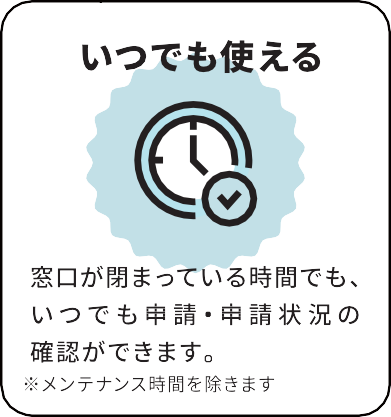 いつでも使える
窓口が閉まっている時間でも、
いつでも申請・申請状況の
確認ができます。
※メンテナンス時間を除きます